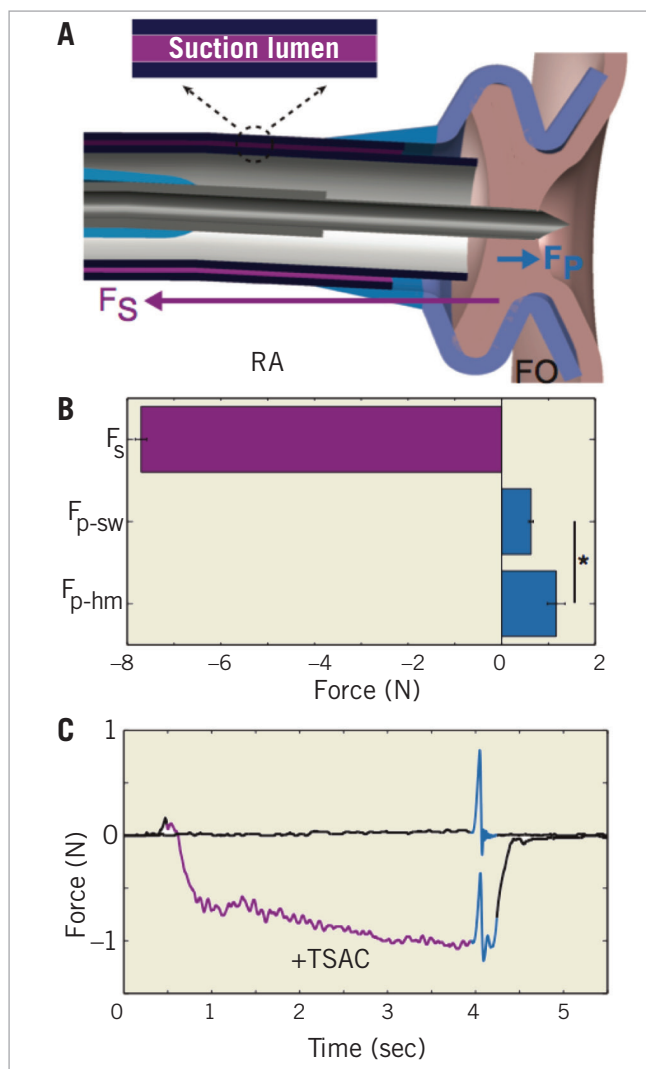 A
Suction lumen
FP
FS
RA
FO
B
Fs
Fp-sw
Fp-hm
*
−8 −6 −4 −2 0 2
Force (N)
C
1
0
−1
Force (N)
+TSAC
0 1 2 3 4 5
Time (sec)